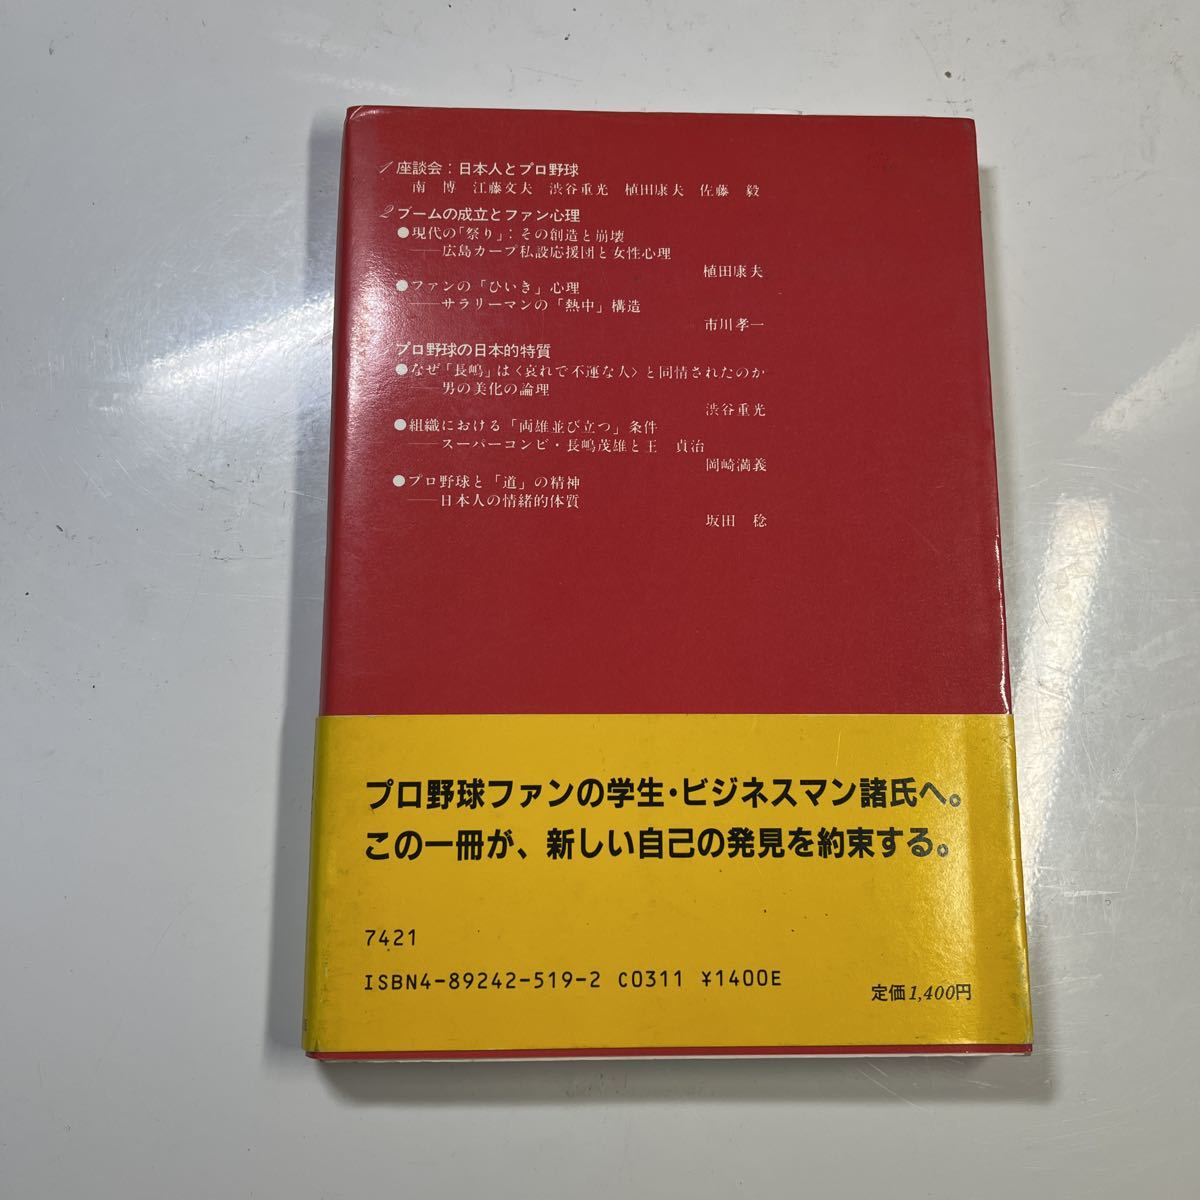 1 座談会：日本人とプロ野球
南　博　江藤文夫　渋谷重光　植田康夫　佐藤　毅
2 ブームの成立とファン心理
●現代の「祭り」：その創造と崩壊
――広島カープ私設応援団と女性心理
植田康夫
●ファンの「ひいき」心理
――サラリーマンの「熱中」構造
市川孝一
プロ野球の日本的特質
●なぜ「長嶋」は〈哀れで不運な人〉と同情されたのか
――男の美化の論理
渋谷重光
●組織における「両雄並び立つ」条件
――スーパーコンビ・長嶋茂雄と王　貞治
岡崎満義
●プロ野球と「道」の精神
――日本人の情緒的体質
坂田　稔
プロ野球ファンの学生・ビジネスマン諸氏へ。
この一冊が、新しい自己の発見を約束する。
7421
ISBN4-89242-519-2 C0311 ¥1400E
定価1,400円